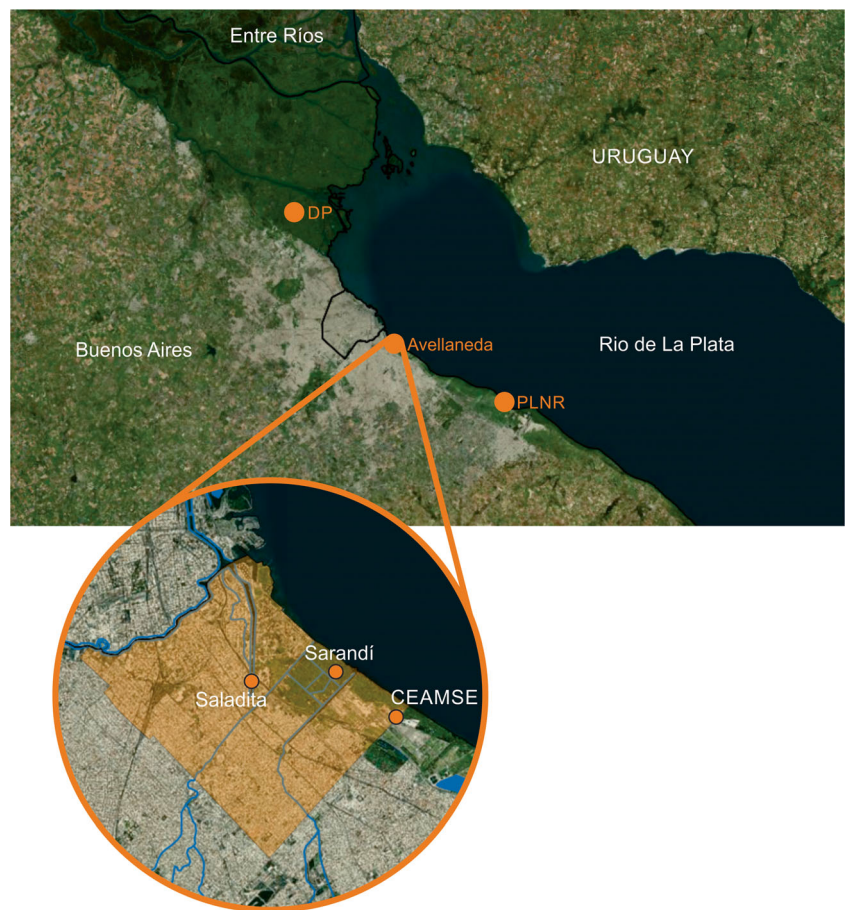 Entre Ríos
URUGUAY
DP
Buenos Aires
Avellaneda
Rio de La Plata
PLNR
Sarandí
Saladita
CEAMSE